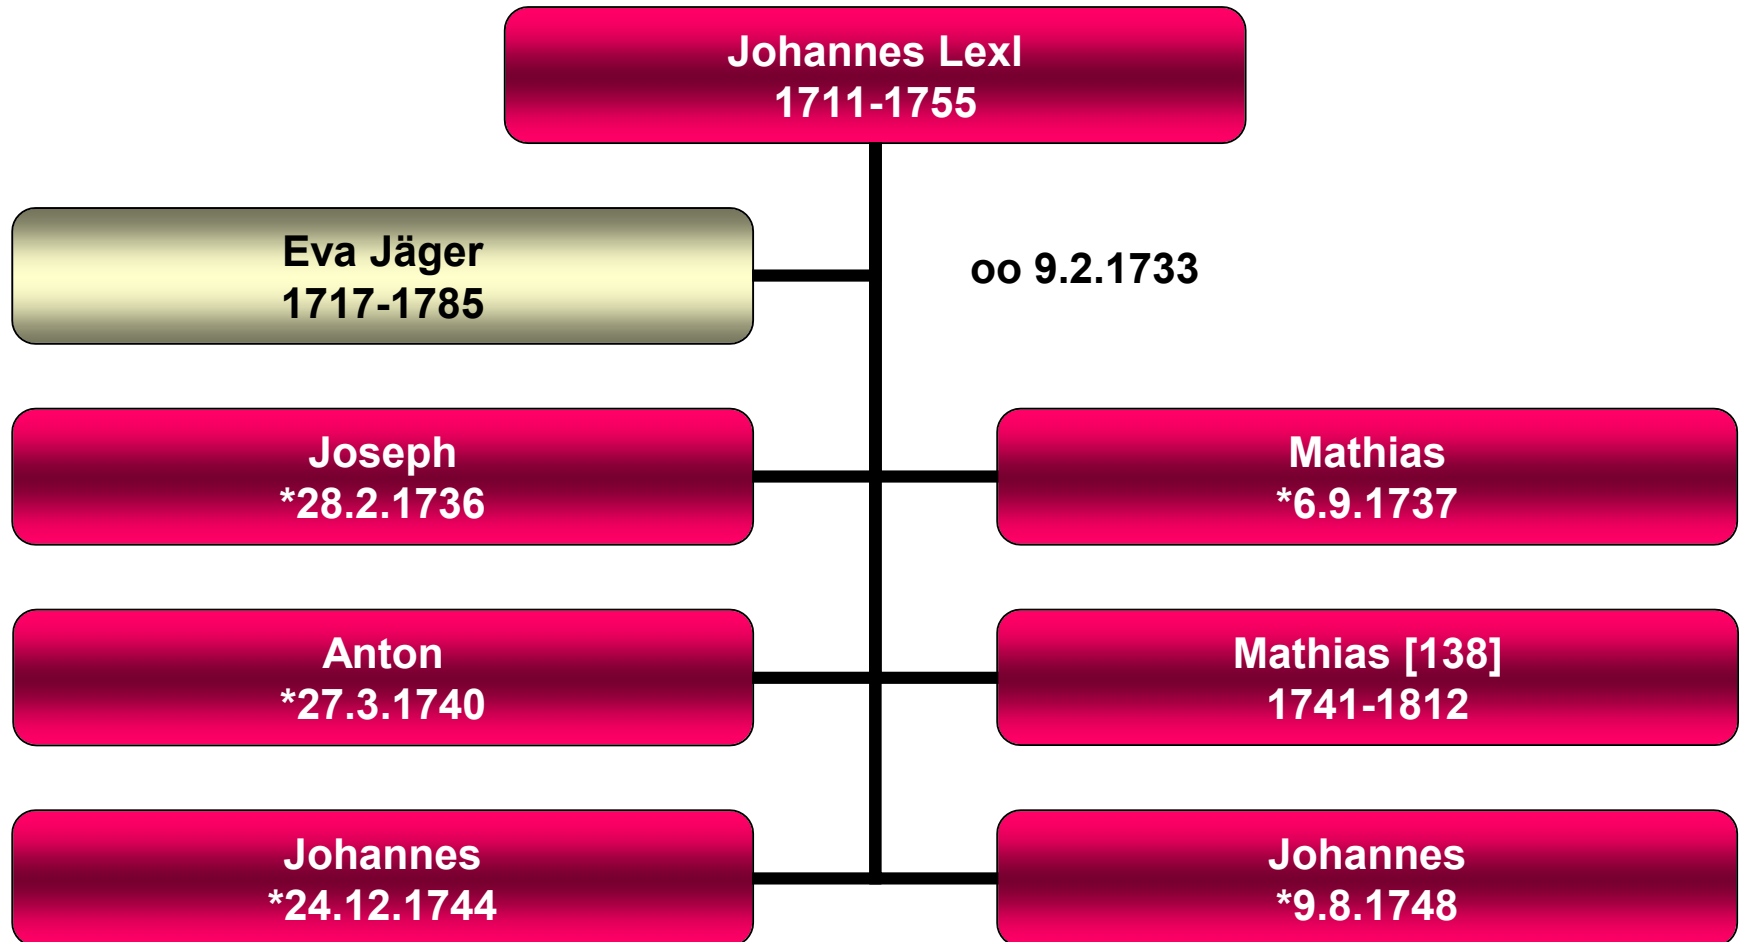 Johannes Lexl
1711-1755
Eva Jäger
1717-1785
oo 9.2.1733
Joseph
*28.2.1736
Mathias
*6.9.1737
Anton
*27.3.1740
Mathias [138]
1741-1812
Johannes
*24.12.1744
Johannes
*9.8.1748